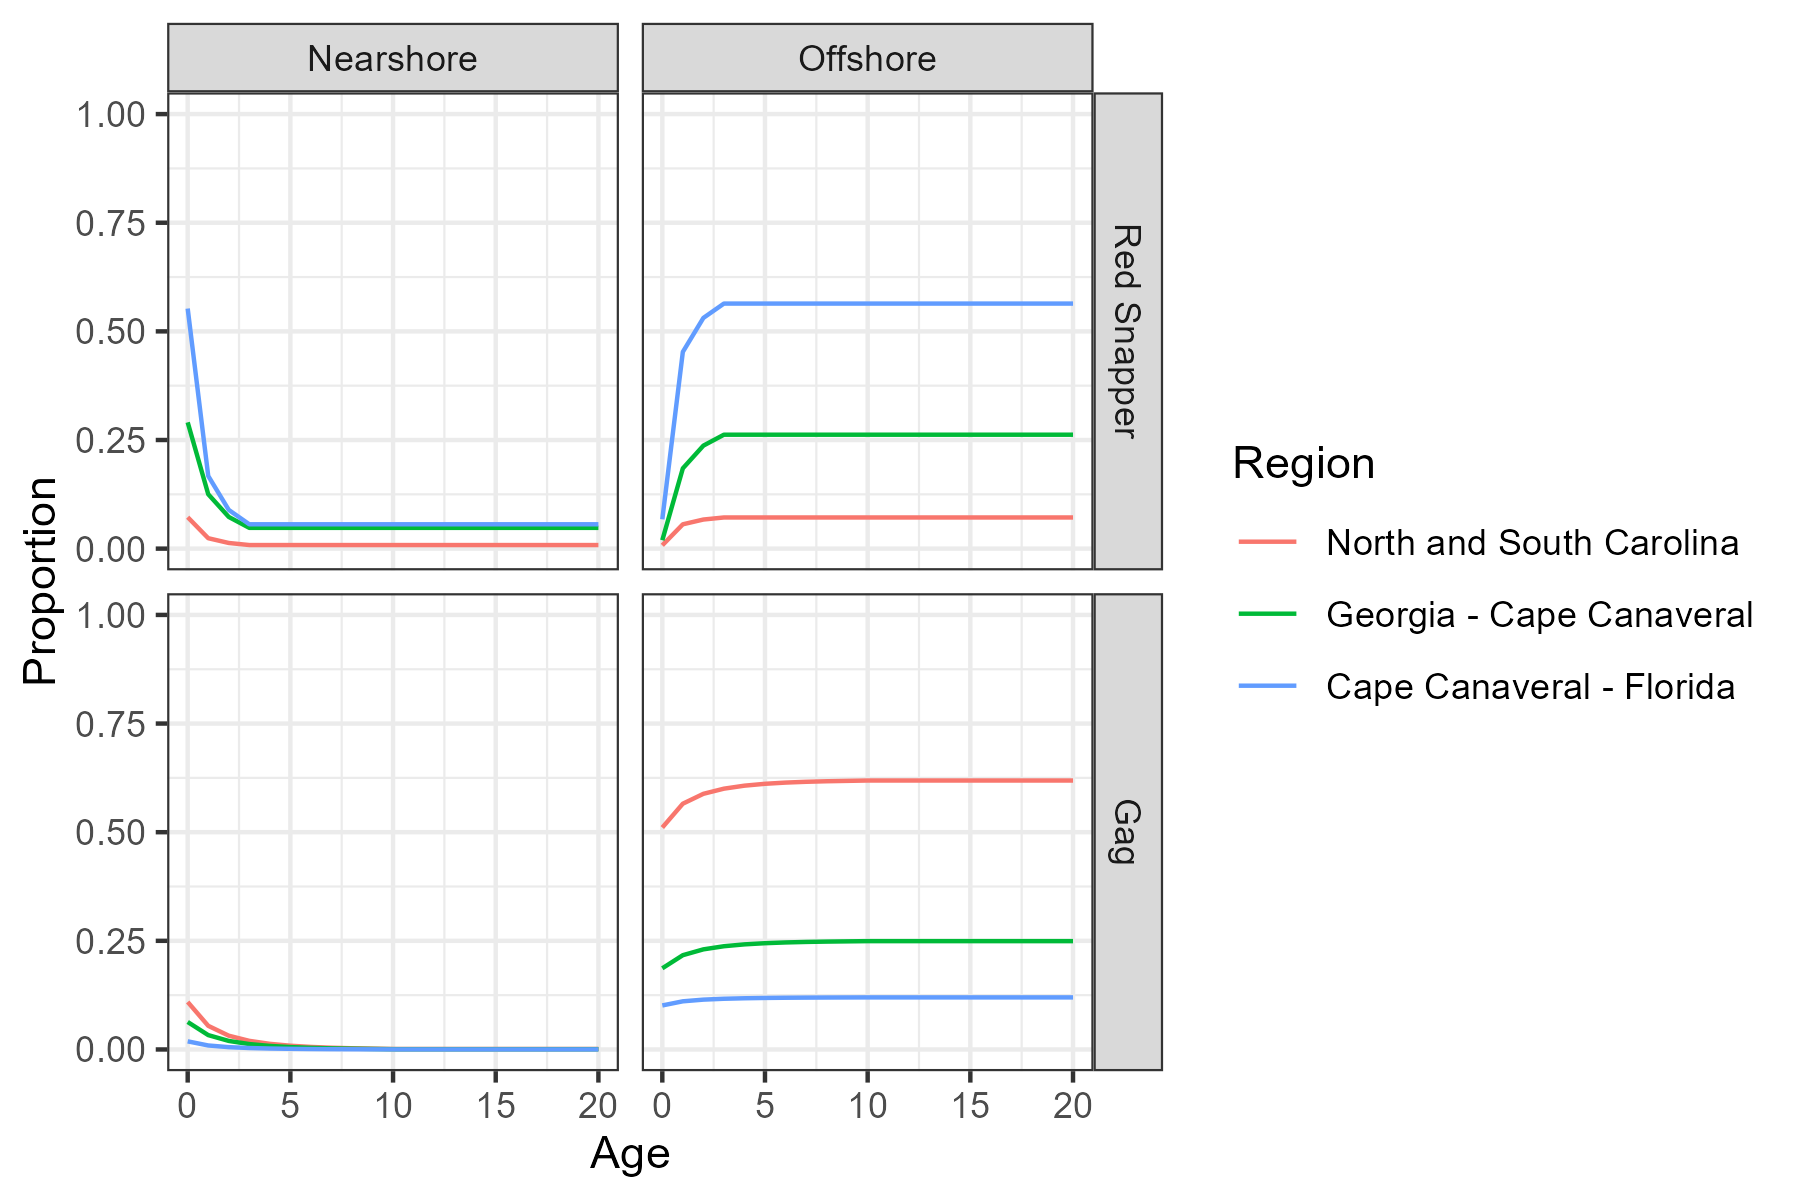 Nearshore
Offshore
1.00
0.75
0.50
0.25
0.00
Red Snapper
1.00
0.75
0.50
0.25
0.00
Gag
0 5 10 15 20
0 5 10 15 20
Age
Proportion
Region
North and South Carolina
Georgia - Cape Canaveral
Cape Canaveral - Florida